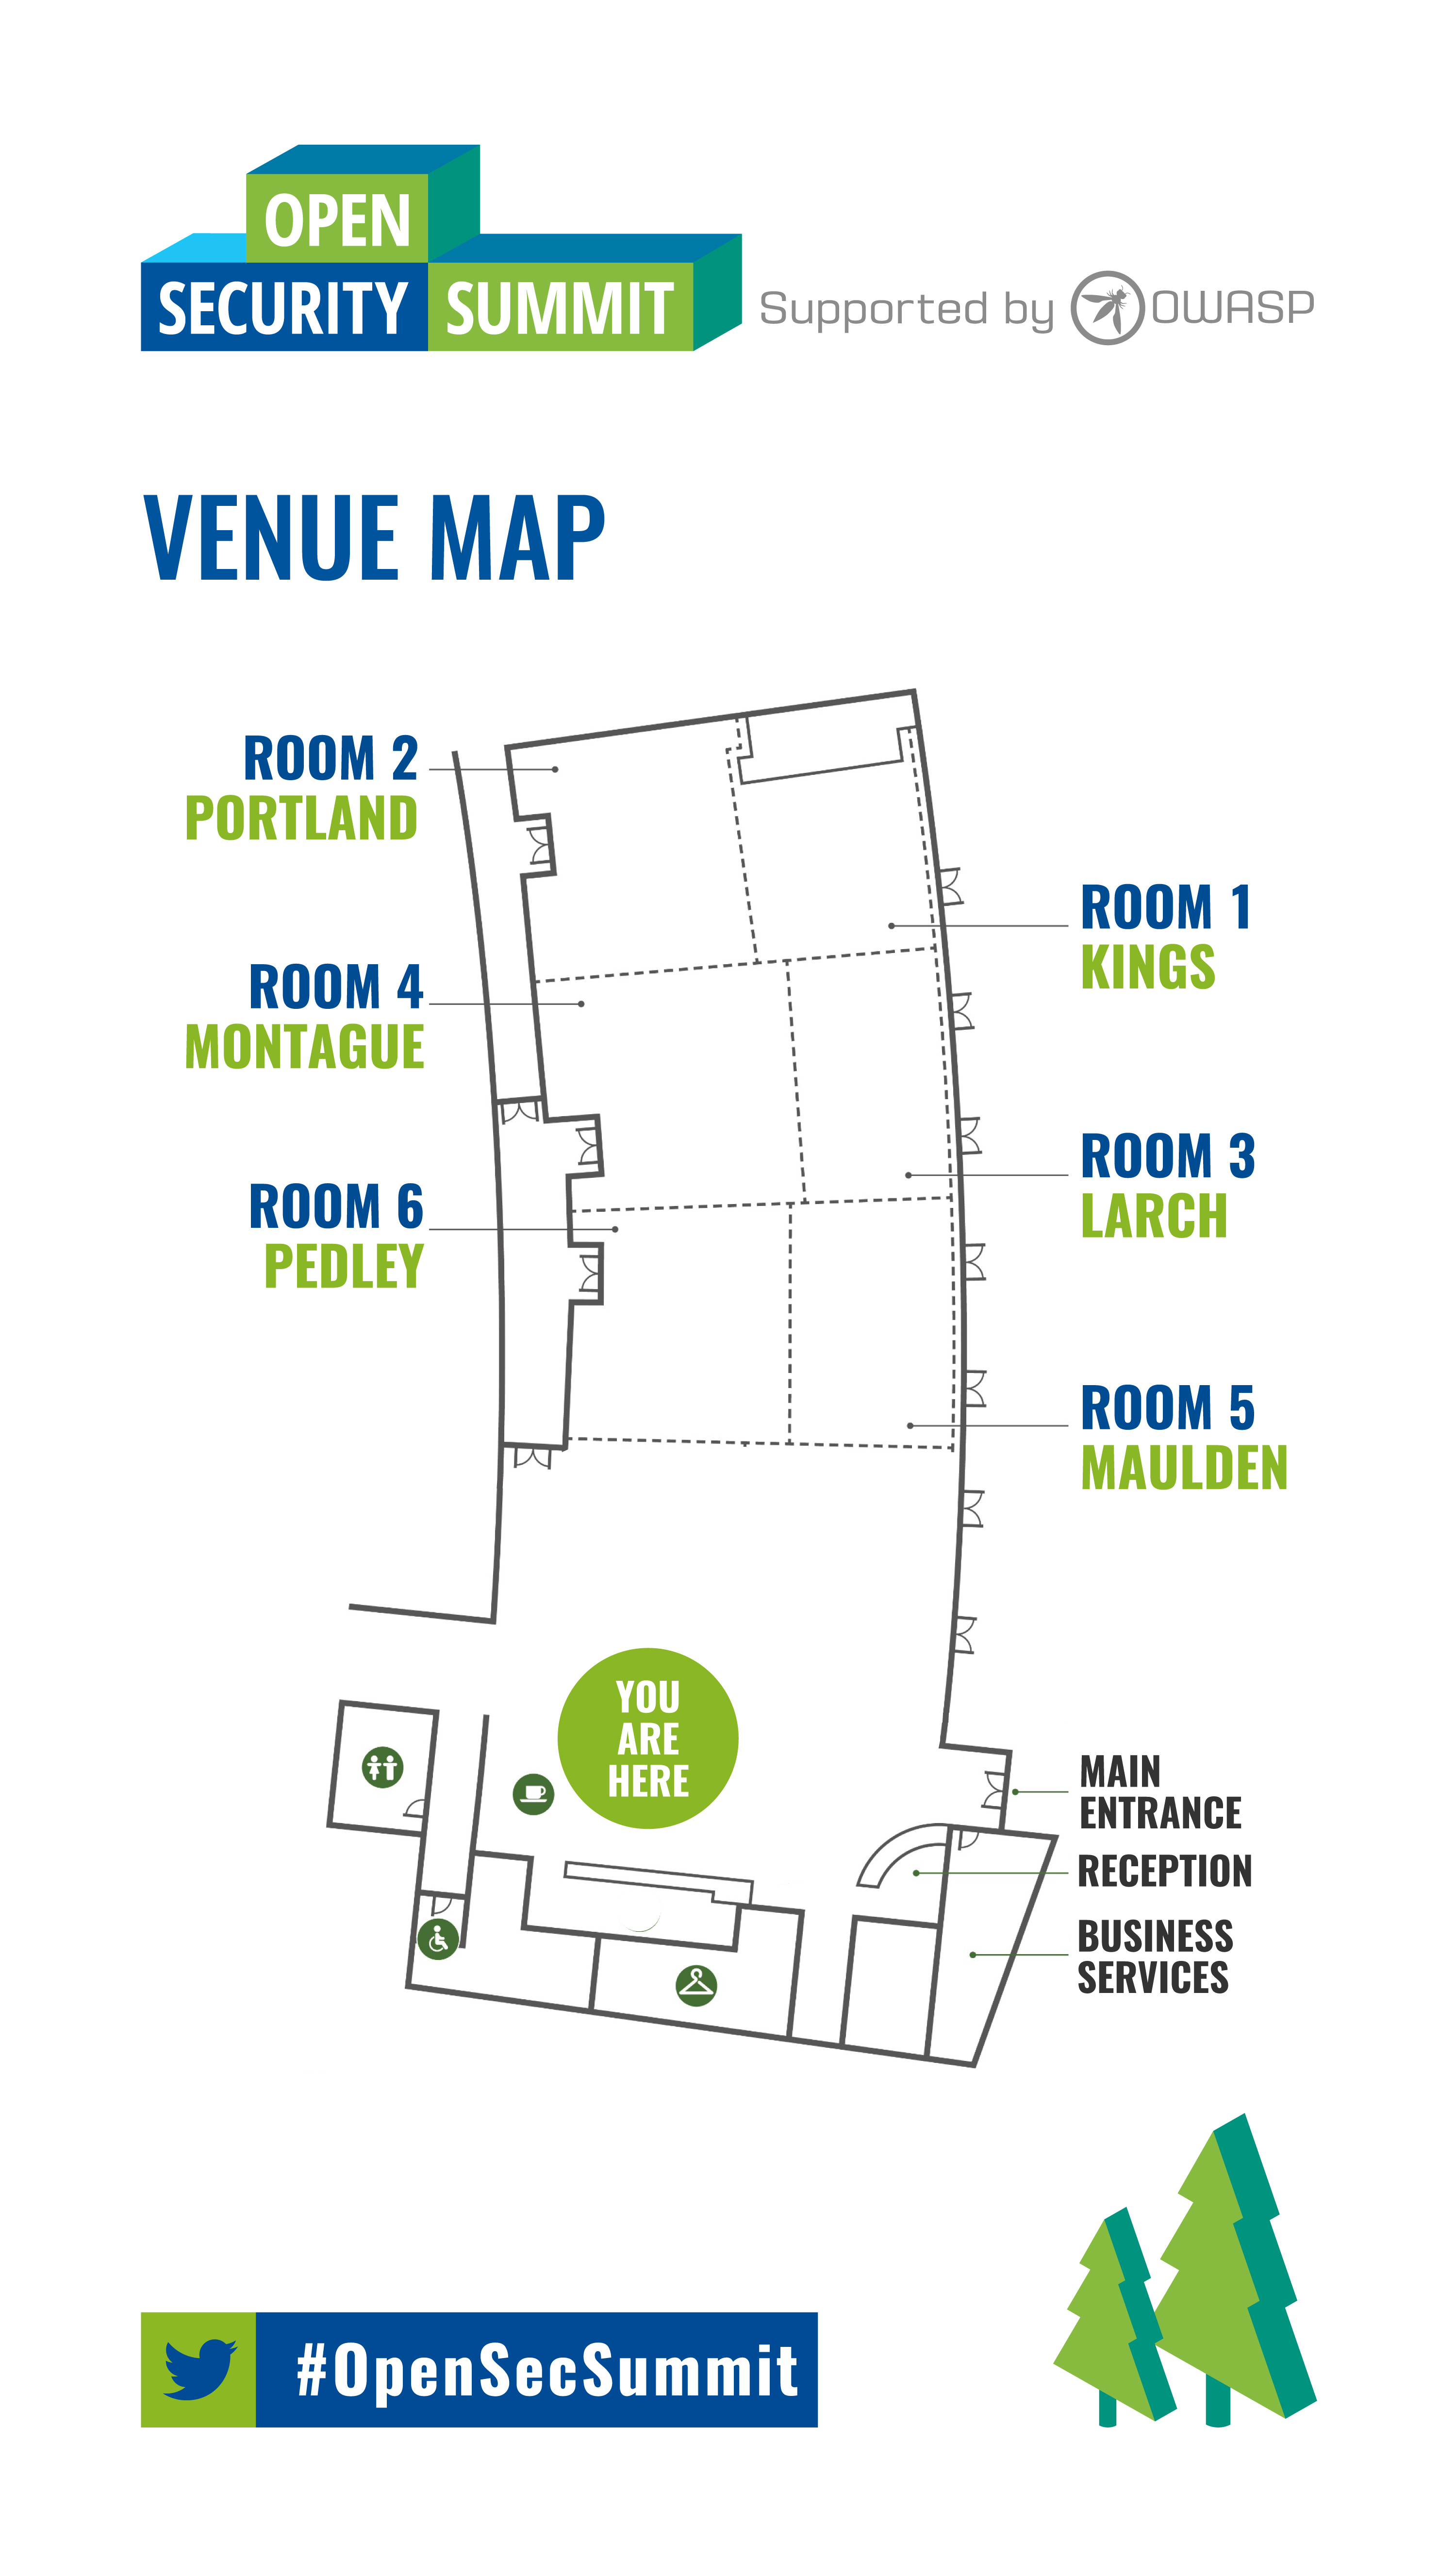 OPEN
SECURITY SUMMIT
Supported by OWASP
VENUE MAP
ROOM 2
PORTLAND
ROOM 1
KINGS
ROOM 4
MONTAGUE
ROOM 3
LARCH
ROOM 6
PEDLEY
ROOM 5
MAULDEN
YOU
ARE
HERE
MAIN
ENTRANCE
RECEPTION
BUSINESS
SERVICES
#OpenSecSummit